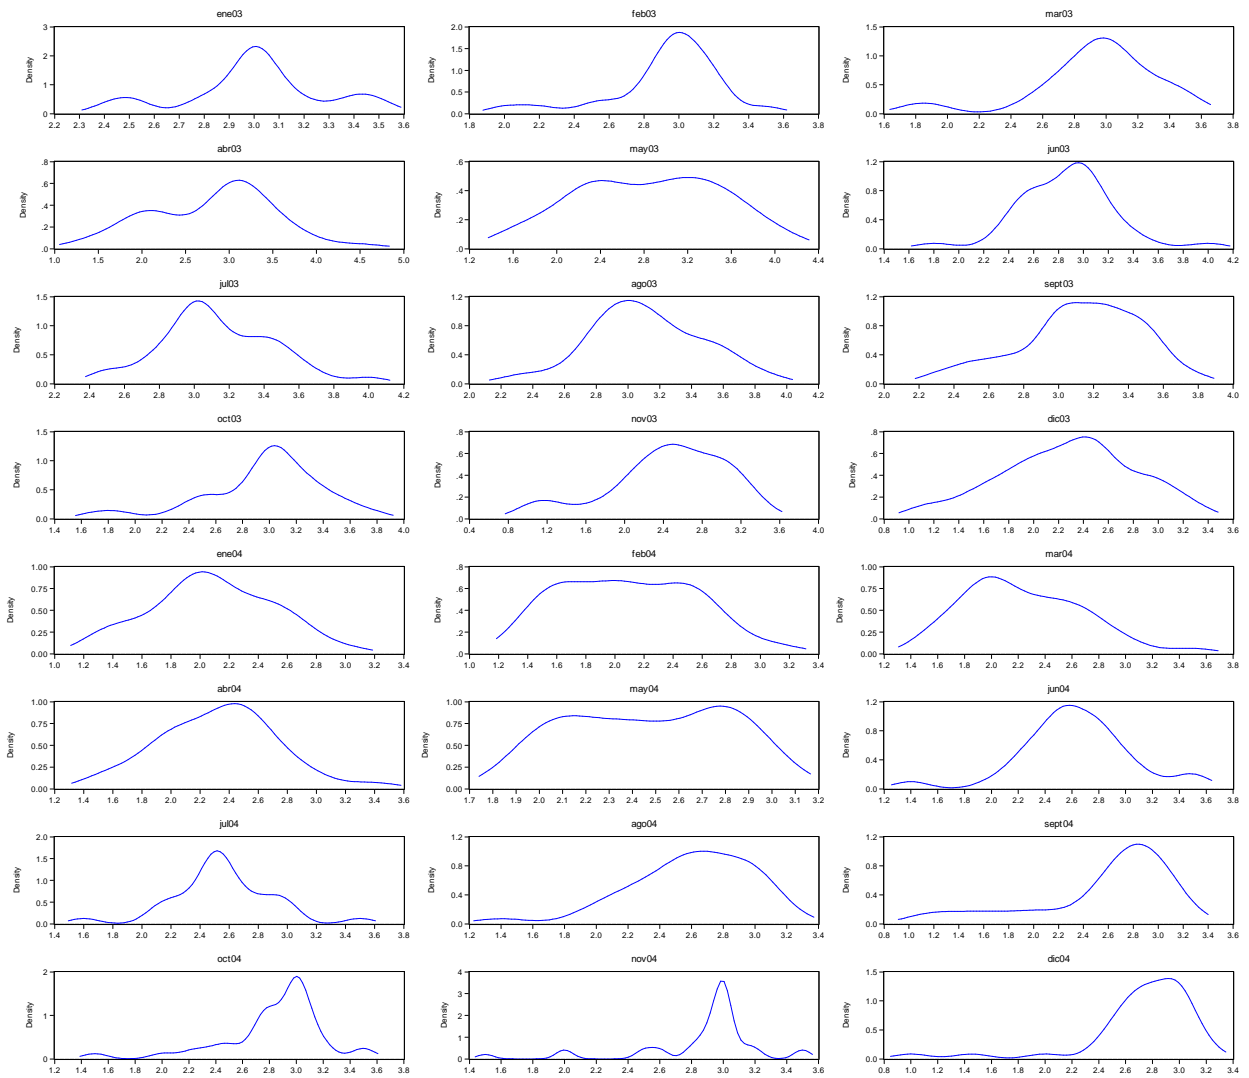 ene03 feb03 mar03
Density 3 2 1 0 Density 2.0 1.5 1.0 0.5 0.0 Density 1.5 1.0 0.5 0.0
2.2 2.3 2.4 2.5 2.6 2.7 2.8 2.9 3.0 3.1 3.2 3.3 3.4 3.5 3.6 1.8 2.0 2.2 2.4 2.6 2.8 3.0 3.2 3.4 3.6 3.8 1.6 1.8 2.0 2.2 2.4 2.6 2.8 3.0 3.2 3.4 3.6 3.8
abr03 may03 jun03
Density .8 .6 .4 .2 .0 Density .6 .4 .2 .0 Density 1.2 0.8 0.4 0.0
1.0 1.5 2.0 2.5 3.0 3.5 4.0 4.5 5.0 1.2 1.6 2.0 2.4 2.8 3.2 3.6 4.0 4.4 1.4 1.6 1.8 2.0 2.2 2.4 2.6 2.8 3.0 3.2 3.4 3.6 3.8 4.0 4.2
jul03 ago03 sept03
Density 1.5 1.0 0.5 0.0 Density 1.2 0.8 0.4 0.0 Density 1.2 0.8 0.4 0.0
2.2 2.4 2.6 2.8 3.0 3.2 3.4 3.6 3.8 4.0 4.2 2.0 2.2 2.4 2.6 2.8 3.0 3.2 3.4 3.6 3.8 4.0 4.2 2.0 2.2 2.4 2.6 2.8 3.0 3.2 3.4 3.6 3.8 4.0
oct03 nov03 dic03
Density 1.5 1.0 0.5 0.0 Density .8 .6 .4 .2 .0 Density .8 .6 .4 .2 .0
1.4 1.6 1.8 2.0 2.2 2.4 2.6 2.8 3.0 3.2 3.4 3.6 3.8 4.0 0.4 0.8 1.2 1.6 2.0 2.4 2.8 3.2 3.6 4.0 0.8 1.0 1.2 1.4 1.6 1.8 2.0 2.2 2.4 2.6 2.8 3.0 3.2 3.4 3.6
ene04 feb04 mar04
Density 1.00 0.75 0.50 0.25 0.00 Density .8 .6 .4 .2 .0 Density 1.00 0.75 0.50 0.25 0.00
1.0 1.2 1.4 1.6 1.8 2.0 2.2 2.4 2.6 2.8 3.0 3.2 3.4 1.0 1.2 1.4 1.6 1.8 2.0 2.2 2.4 2.6 2.8 3.0 3.2 3.4 1.2 1.4 1.6 1.8 2.0 2.2 2.4 2.6 2.8 3.0 3.2 3.4 3.6 3.8
abr04 may04 jun04
Density 1.00 0.75 0.50 0.25 0.00 Density 1.00 0.75 0.50 0.25 0.00 Density 1.2 0.8 0.4 0.0
1.2 1.4 1.6 1.8 2.0 2.2 2.4 2.6 2.8 3.0 3.2 3.4 3.6 1.7 1.8 1.9 2.0 2.1 2.2 2.3 2.4 2.5 2.6 2.7 2.8 2.9 3.0 3.1 3.2 1.2 1.4 1.6 1.8 2.0 2.2 2.4 2.6 2.8 3.0 3.2 3.4 3.6 3.8
jul04 ago04 sept04
Density 2.0 1.5 1.0 0.5 0.0 Density 1.2 0.8 0.4 0.0 Density 1.2 0.8 0.4 0.0
1.4 1.6 1.8 2.0 2.2 2.4 2.6 2.8 3.0 3.2 3.4 3.6 3.8 1.2 1.4 1.6 1.8 2.0 2.2 2.4 2.6 2.8 3.0 3.2 3.4 0.8 1.0 1.2 1.4 1.6 1.8 2.0 2.2 2.4 2.6 2.8 3.0 3.2 3.4 3.6
oct04 nov04 dic04
Density 2 1 0 Density 4 3 2 1 0 Density 1.5 1.0 0.5 0.0
1.4 1.6 1.8 2.0 2.2 2.4 2.6 2.8 3.0 3.2 3.4 3.6 3.8 1.4 1.6 1.8 2.0 2.2 2.4 2.6 2.8 3.0 3.2 3.4 3.6 0.8 1.0 1.2 1.4 1.6 1.8 2.0 2.2 2.4 2.6 2.8 3.0 3.2 3.4